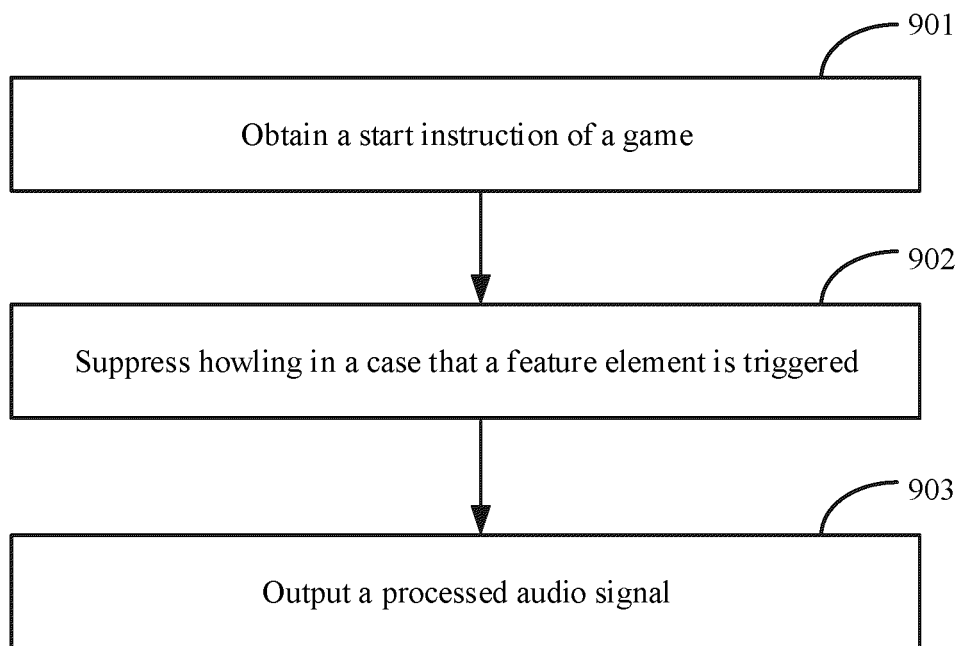 901
Obtain a start instruction of a game
902
Suppress howling in a case that a feature element is triggered
903
Output a processed audio signal